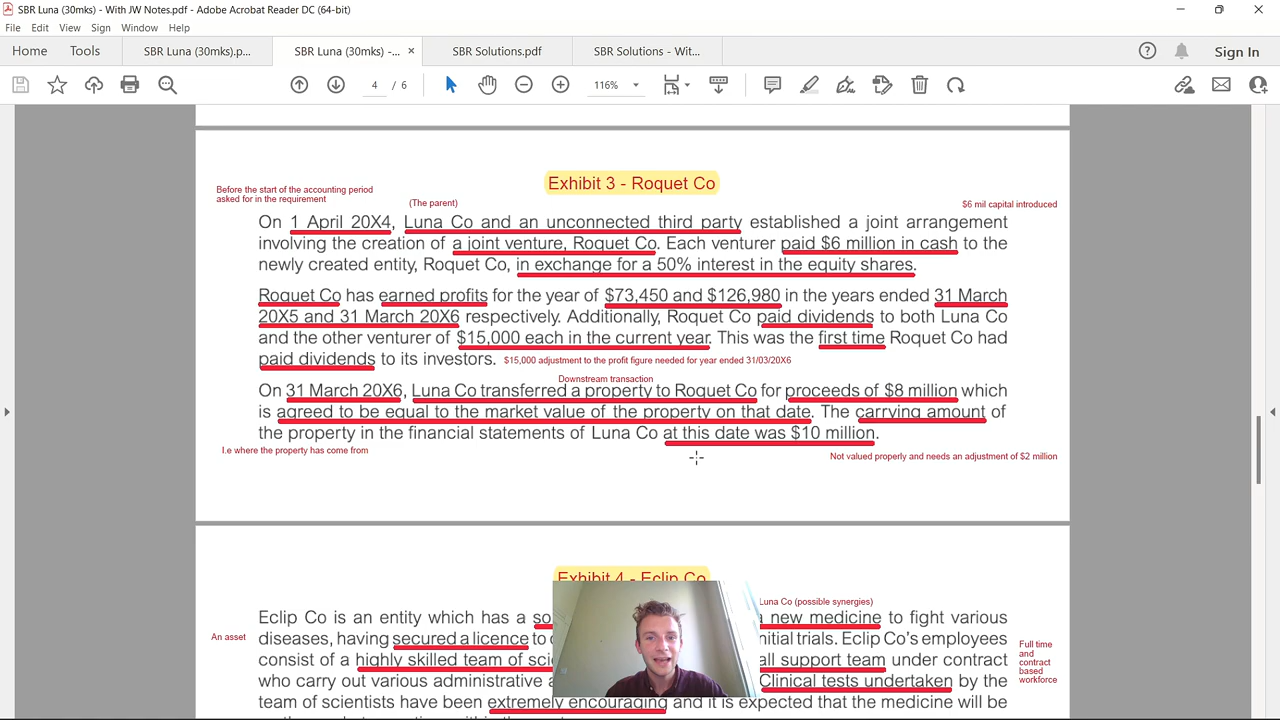 SBR Luna (30mks) - With JW Notes.pdf - Adobe Acrobat Reader DC (64-bit)
File Edit View Sign Window Help
Home Tools SBR Luna (30mks).p... SBR Luna (30mks) -... × SBR Solutions.pdf SBR Solutions - Wit... Sign In
4 / 6 116%
Exhibit 3 - Roquet Co
Before the start of the accounting period
asked for in the requirement
(The parent)
$6 mil capital introduced
On 1 April 20X4, Luna Co and an unconnected third party established a joint arrangement
involving the creation of a joint venture, Roquet Co. Each venturer paid $6 million in cash to the
newly created entity, Roquet Co, in exchange for a 50% interest in the equity shares.
Roquet Co has earned profits for the year of $73,450 and $126,980 in the years ended 31 March
20X5 and 31 March 20X6 respectively. Additionally, Roquet Co paid dividends to both Luna Co
and the other venturer of $15,000 each in the current year. This was the first time Roquet Co had
paid dividends to its investors. $15,000 adjustment to the profit figure needed for year ended 31/03/20X6
Downstream transaction
On 31 March 20X6, Luna Co transferred a property to Roquet Co for proceeds of $8 million which
is agreed to be equal to the market value of the property on that date. The carrying amount of
the property in the financial statements of Luna Co at this date was $10 million.
I.e where the property has come from
Not valued properly and needs an adjustment of $2 million
Exhibit 4 - Eclip Co
Luna Co (possible synergies)
Eclip Co is an entity which has a a new medicine to fight various
An asset
diseases, having secured a licence to initial trials. Eclip Co's employees
Full time
and
contract
based
workforce
consist of a highly skilled team of support team under contract
who carry out various administrative Clinical tests undertaken by the
team of scientists have been extremely encouraging and it is expected that the medicine will be